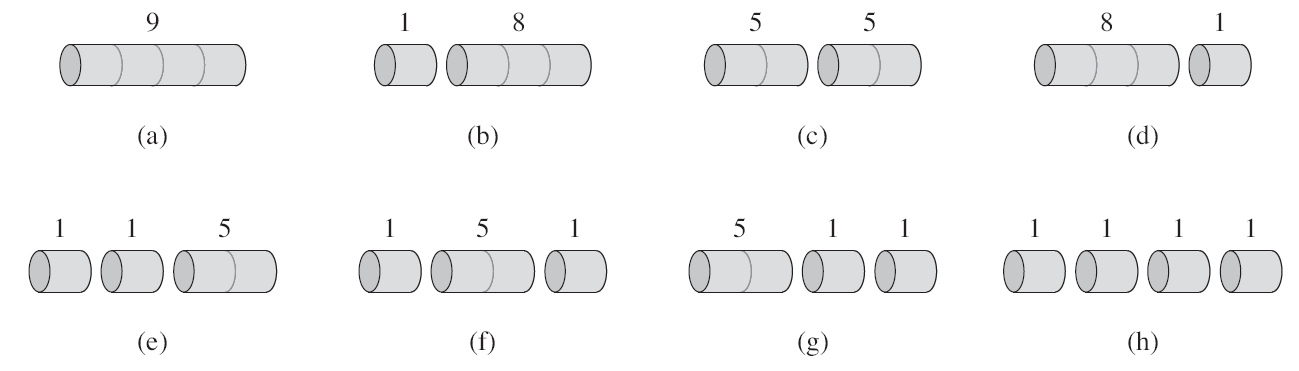 9 1 8 5 5 8 1
(a) (b) (c) (d)
1 1 5 1 5 1 5 1 1 1 1 1 1
(e) (f) (g) (h)